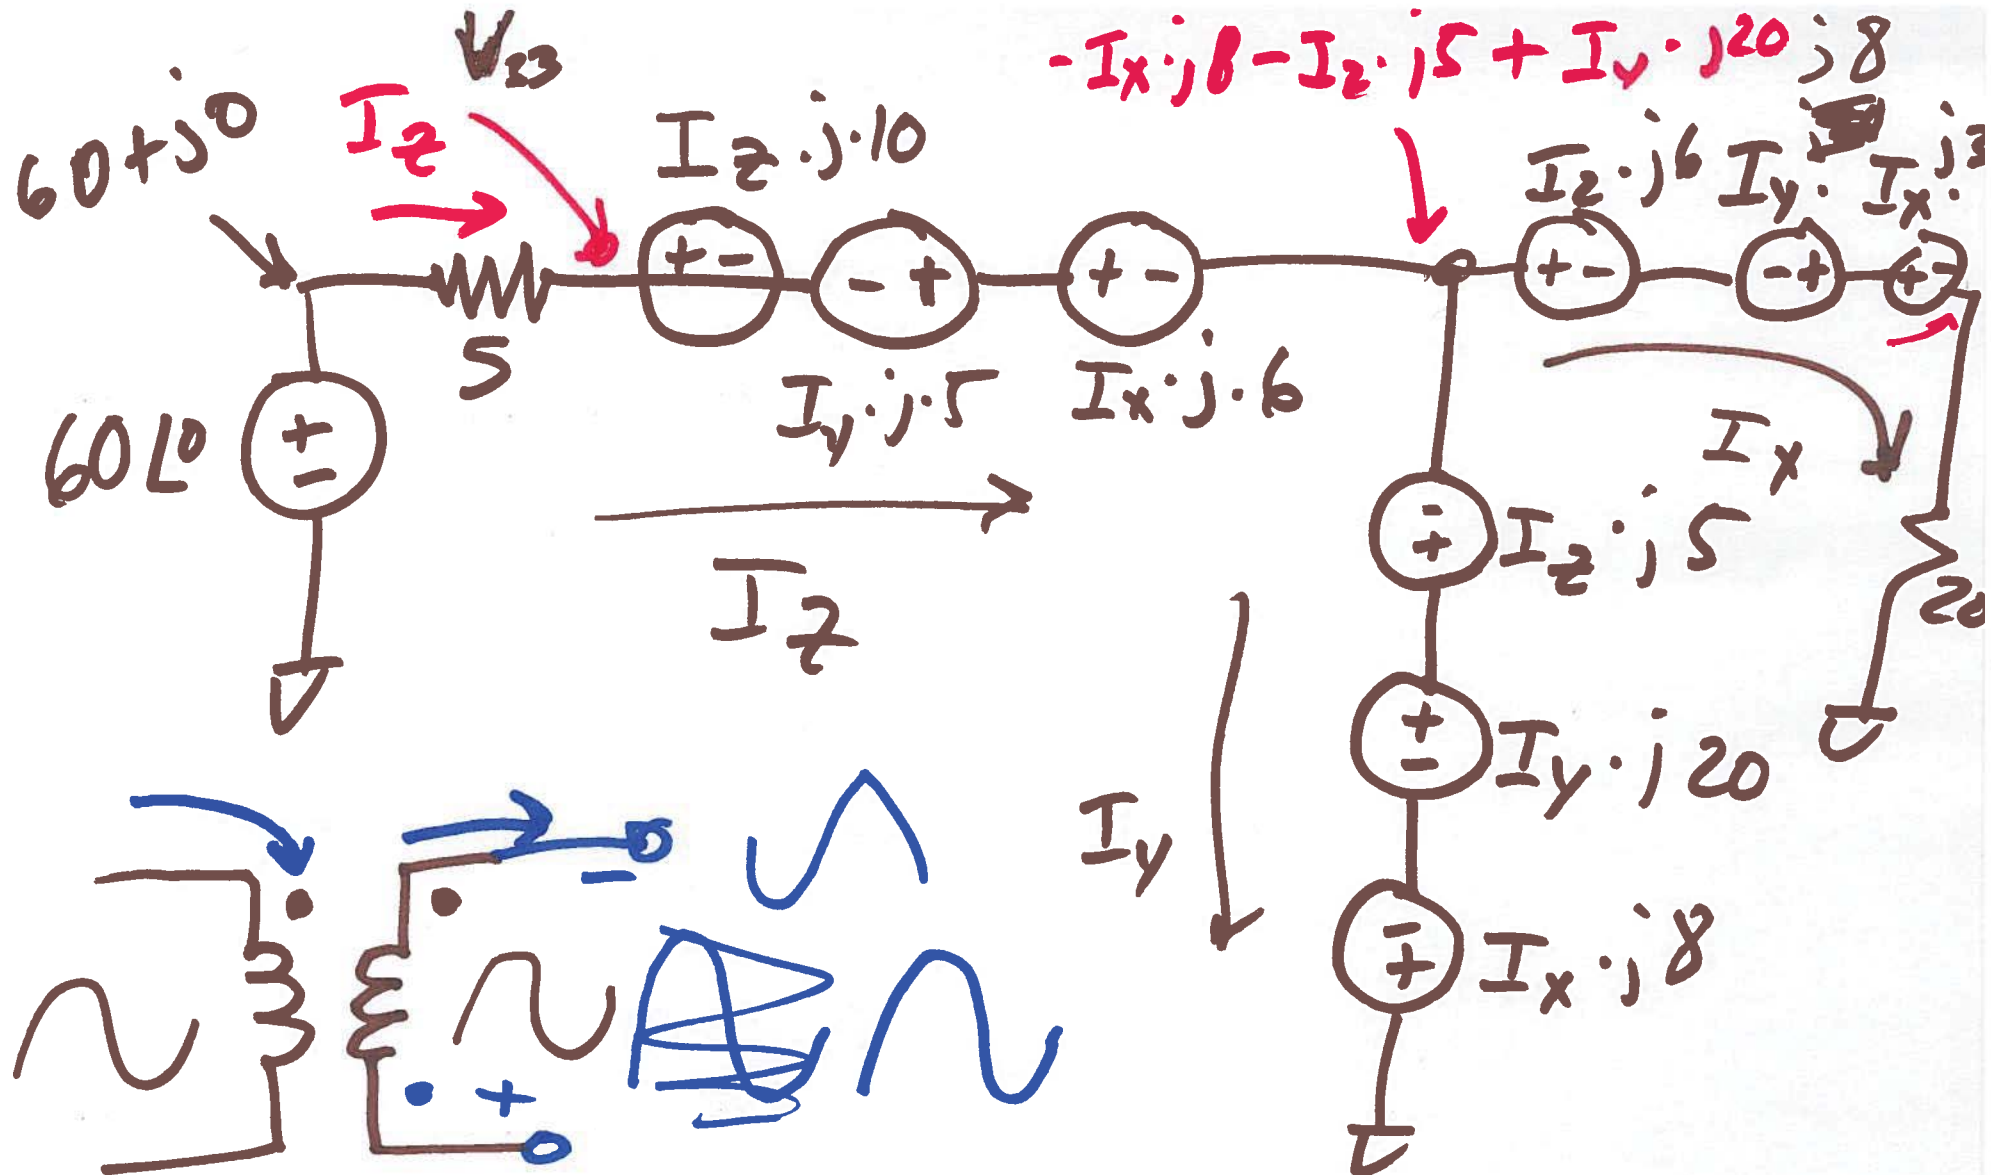 V₂₃
-Ix·j8-Iz·j5+Iy·j20
j8
60+j0
Iz
Iz·j·10
Iz·j6
Iy·
Ix·
+ -
- +
+ -
+ -
- +
+ -
5
Iy·j·5
Ix·j·6
60∠0
+
-
Iz
Ix
-
+
Iz·j5
20
+
-
Iy·j20
Iy
-
+
Ix·j8
-
+